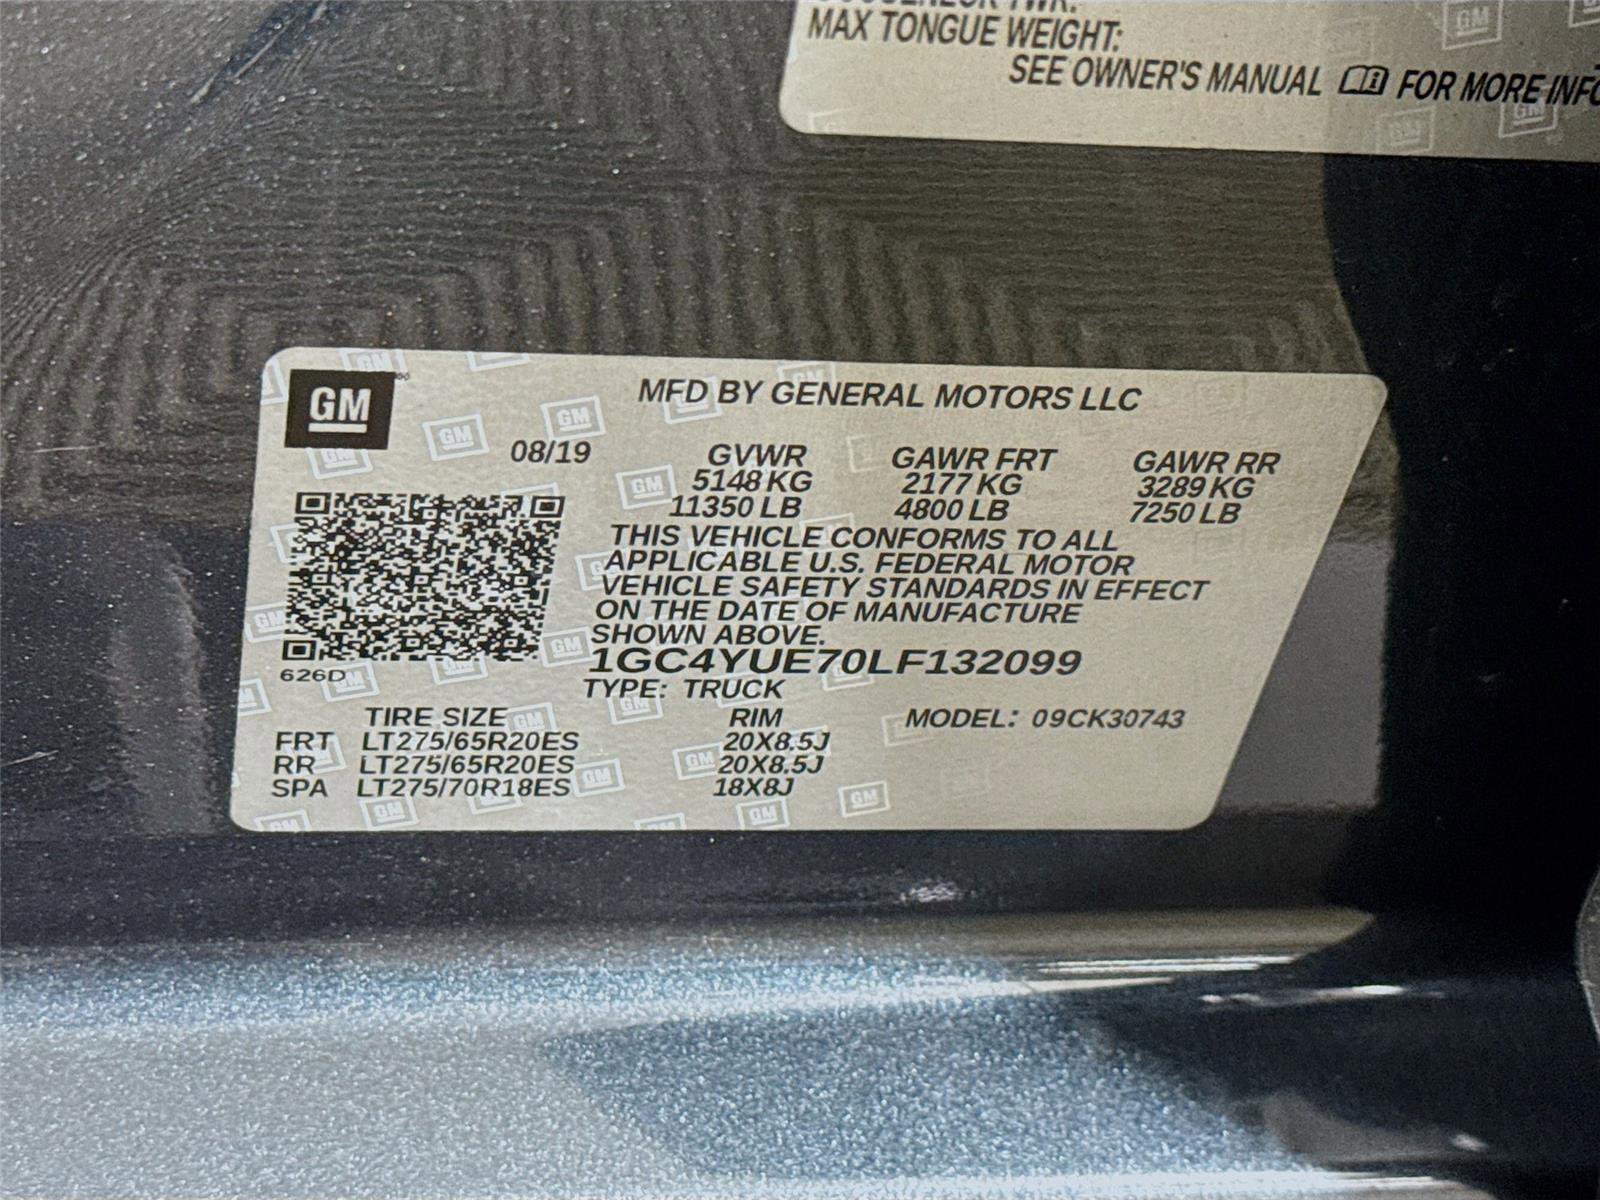 MAX TONGUE WEIGHT:
SEE OWNER'S MANUAL FOR MORE INFO
GM
MFD BY GENERAL MOTORS LLC
08/19 GVWR GAWR FRT GAWR RR
5148 KG 2177 KG 3289 KG
11350 LB 4800 LB 7250 LB
THIS VEHICLE CONFORMS TO ALL
APPLICABLE U.S. FEDERAL MOTOR
VEHICLE SAFETY STANDARDS IN EFFECT
ON THE DATE OF MANUFACTURE
SHOWN ABOVE.
1GC4YUE70LF132099
626D
TYPE: TRUCK
TIRE SIZE RIM MODEL: 09CK30743
FRT LT275/65R20ES 20X8.5J
RR LT275/65R20ES 20X8.5J
SPA LT275/70R18ES 18X8J